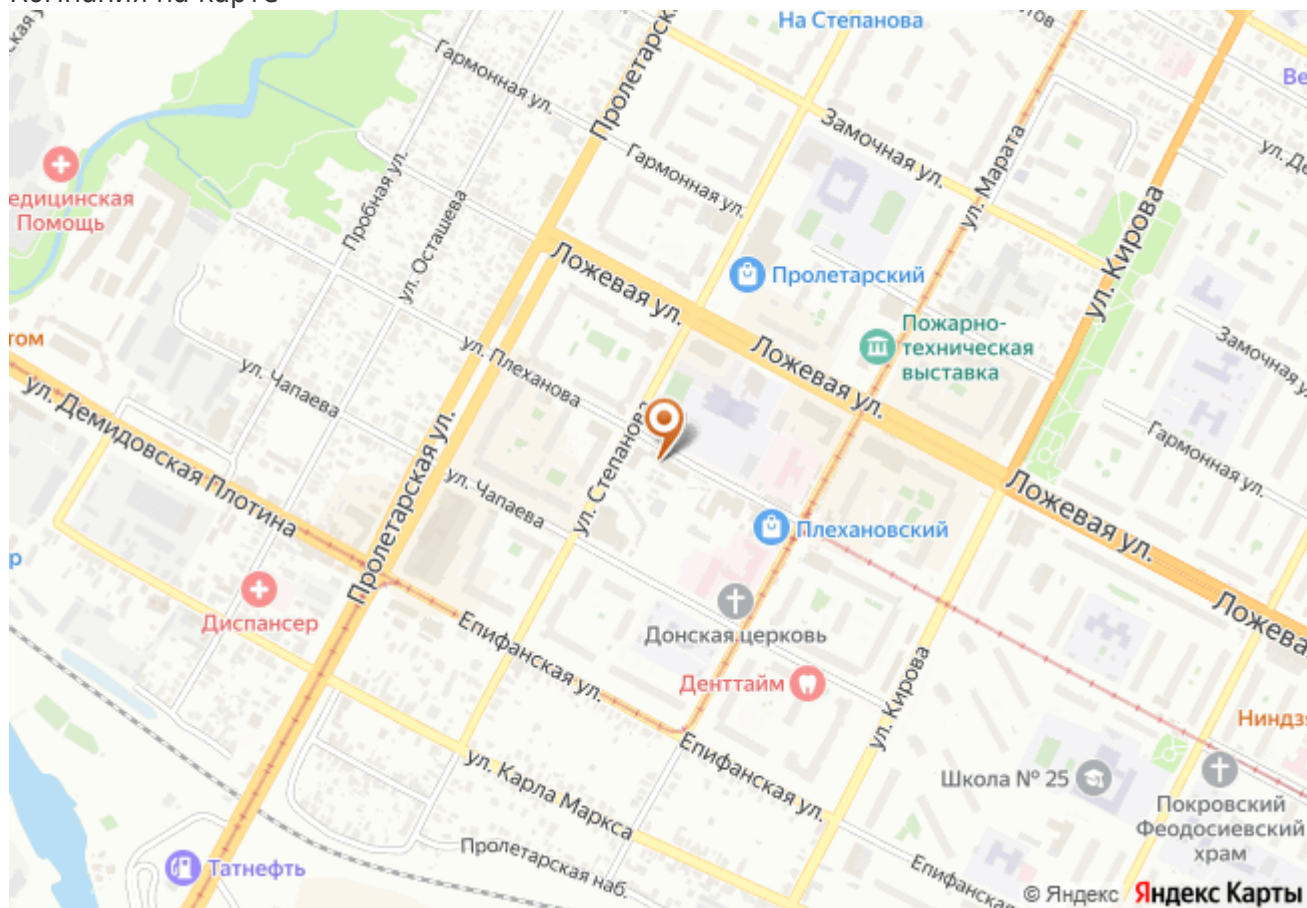 На Степанова
Гармонная ул.
Пролетарск
Замочная ул.
ул. Марата
Гармонная ул.
едицинская
Помощь
Пробная ул.
ул. Осташева
ул. Кирова
Ложевая ул.
Пролетарский
Пожарно-
техническая
выставка
том
ул. Чапаева
ул. Плеханова
Ложевая ул.
Замочная у
ул. Демидовская Плотина
Пролетарская ул.
ул. Степанова
Гармонная ул.
ул. Чапаева
Плехановский
Ложевая ул.
р
Диспансер
Пролетарская ул.
Донская церковь
Ложева
Епифанская ул.
Денттайм
ул. Кирова
Ниндз
Епифанская ул.
Школа № 25
ул. Карла Маркса
Покровский
Феодосиевский
храм
Татнефть
Пролетарская наб.
Епифанская
© Яндекс Яндекс Карты